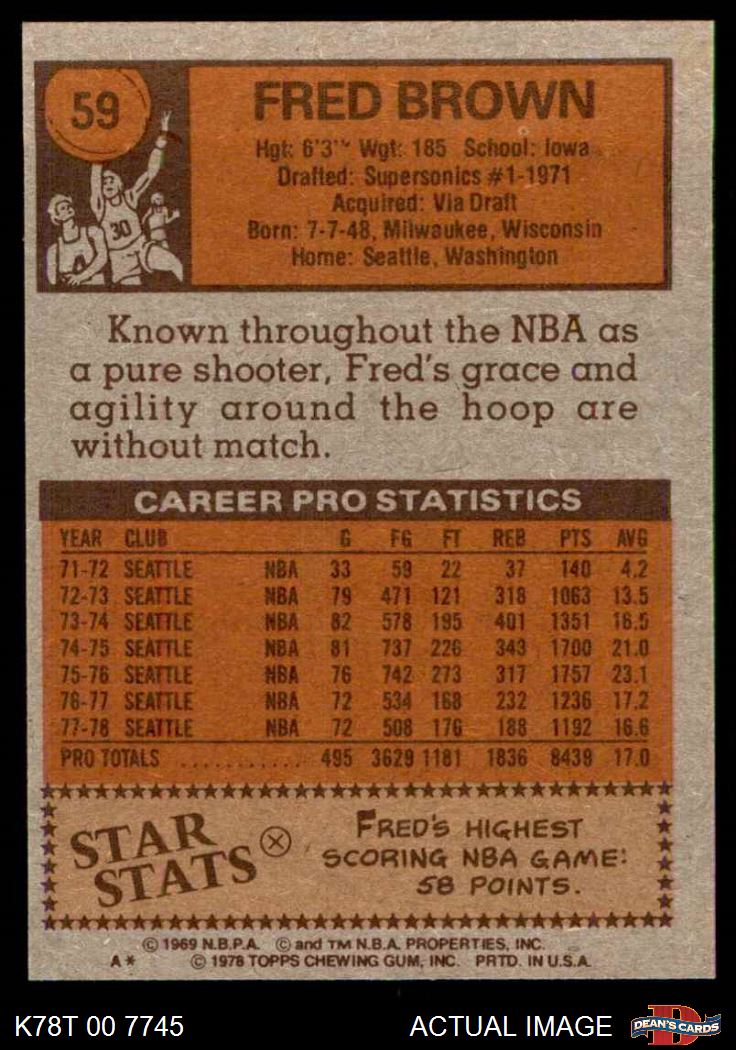 59
FRED BROWN
Hgt: 6'3" Wgt: 185 School: Iowa
Drafted: Supersonics #1-1971
Acquired: Via Draft
Born: 7-7-48, Milwaukee, Wisconsin
Home: Seattle, Washington
30
4
Known throughout the NBA as
a pure shooter, Fred's grace and
agility around the hoop are
without match.
CAREER PRO STATISTICS
YEAR CLUB G FG FT REB PTS AVG
71-72 SEATTLE NBA 33 59 22 37 140 4.2
72-73 SEATTLE NBA 79 471 121 318 1063 13.5
73-74 SEATTLE NBA 82 578 195 401 1351 16.5
74-75 SEATTLE NBA 81 737 226 343 1700 21.0
75-76 SEATTLE NBA 76 742 273 317 1757 23.1
76-77 SEATTLE NBA 72 534 168 232 1236 17.2
77-78 SEATTLE NBA 72 508 176 188 1192 16.6
PRO TOTALS ........... 495 3629 1181 1836 8439 17.0
STAR
STATS
FRED'S HIGHEST
SCORING NBA GAME:
58 POINTS.
© 1969 N.B.P.A. © and TM N.B.A. PROPERTIES, INC.
A* © 1978 TOPPS CHEWING GUM, INC. PRTD. IN U.S.A.
K78T 00 7745
ACTUAL IMAGE
D
DEAN'S CARDS